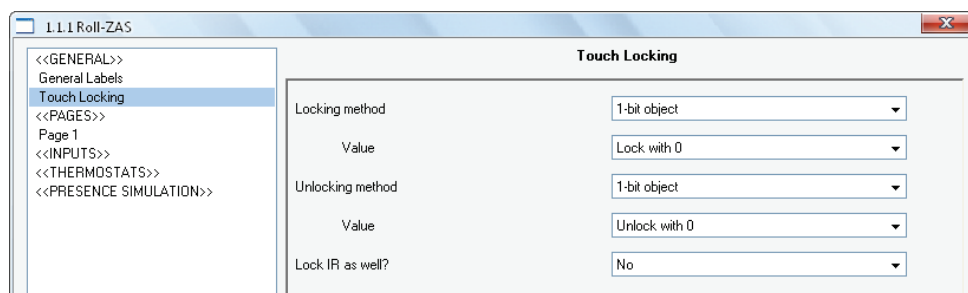 1.1.1 Roll-ZAS
<<GENERAL>>
General Labels
Touch Locking
<<PAGES>>
Page 1
<<INPUTS>>
<<THERMOSTATS>>
<<PRESENCE SIMULATION>>
Touch Locking
Locking method 1-bit object
Value Lock with 0
Unlocking method 1-bit object
Value Unlock with 0
Lock IR as well? No